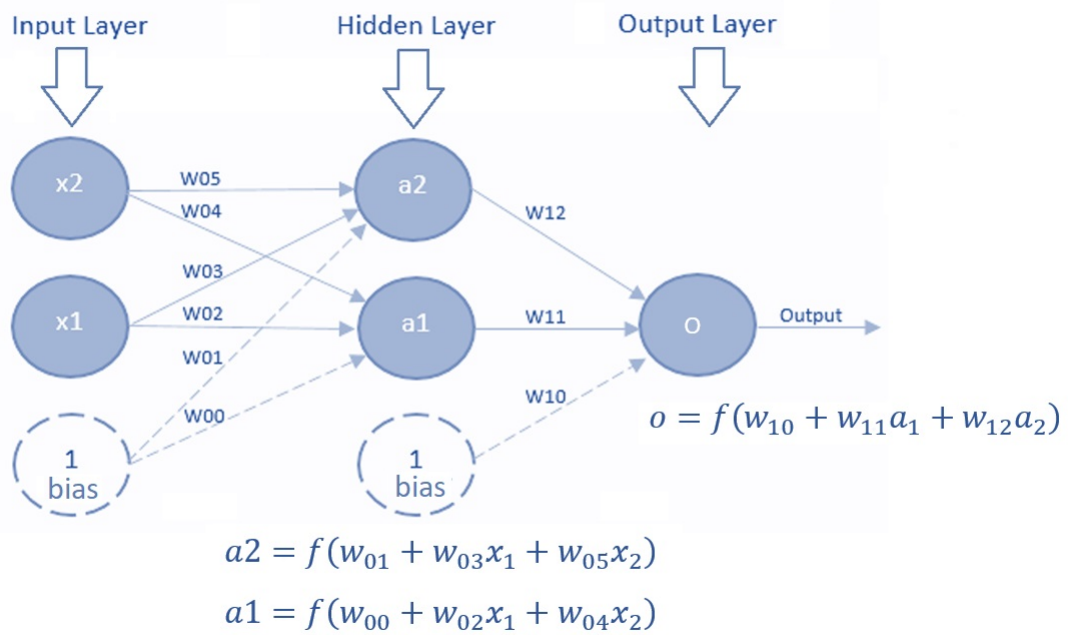 Input Layer
Hidden Layer
Output Layer
x2
W05
W04
a2
W12
W03
x1
W02
a1
W11
o
Output
W01
W00
W10
1
bias
1
bias
o = f(w₁₀ + w₁₁a₁ + w₁₂a₂)
a2 = f(w₀₁ + w₀₃x₁ + w₀₅x₂)
a1 = f(w₀₀ + w₀₂x₁ + w₀₄x₂)